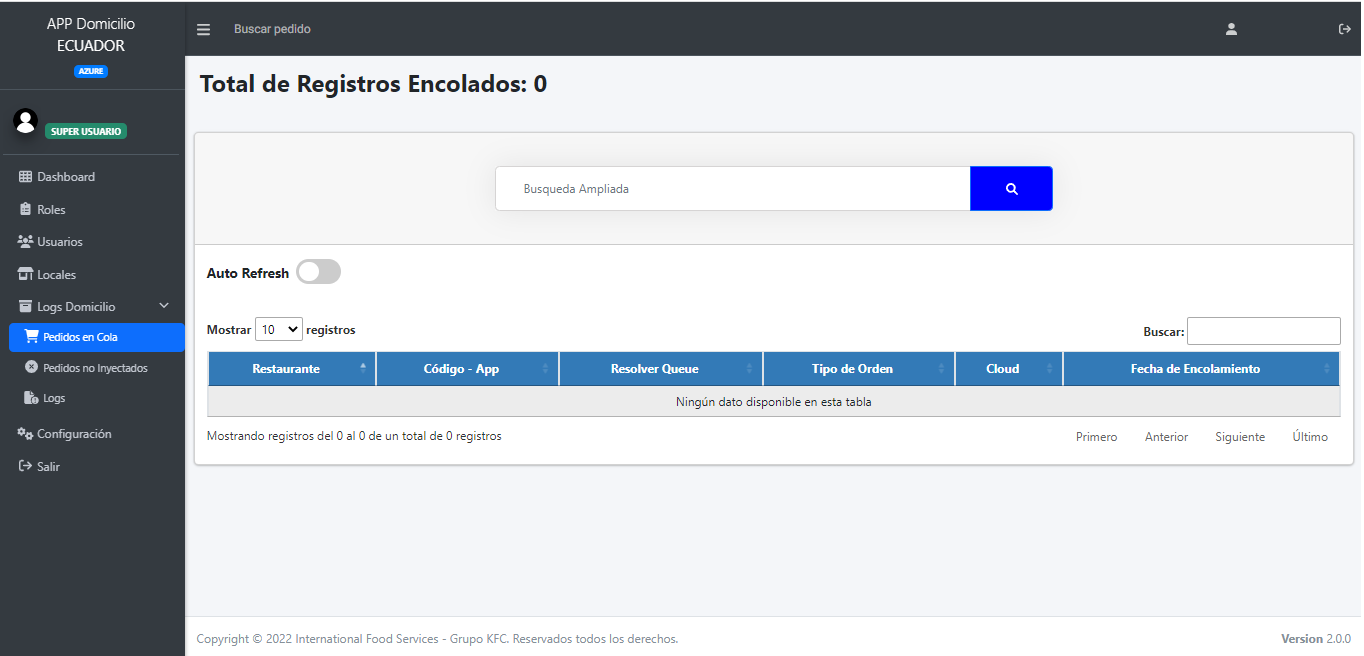 APP Domicilio
ECUADOR
AZURE
SUPER USUARIO
Dashboard
Roles
Usuarios
Locales
Logs Domicilio
Pedidos en Cola
Pedidos no Inyectados
Logs
Configuración
Salir
Buscar pedido
Total de Registros Encolados: 0
Busqueda Ampliada
Auto Refresh
Mostrar 10 registros
Buscar:
Restaurante Código - App Resolver Queue Tipo de Orden Cloud Fecha de Encolamiento
Ningún dato disponible en esta tabla
Mostrando registros del 0 al 0 de un total de 0 registros
Primero Anterior Siguiente Último
Copyright © 2022 International Food Services - Grupo KFC. Reservados todos los derechos.
Version 2.0.0